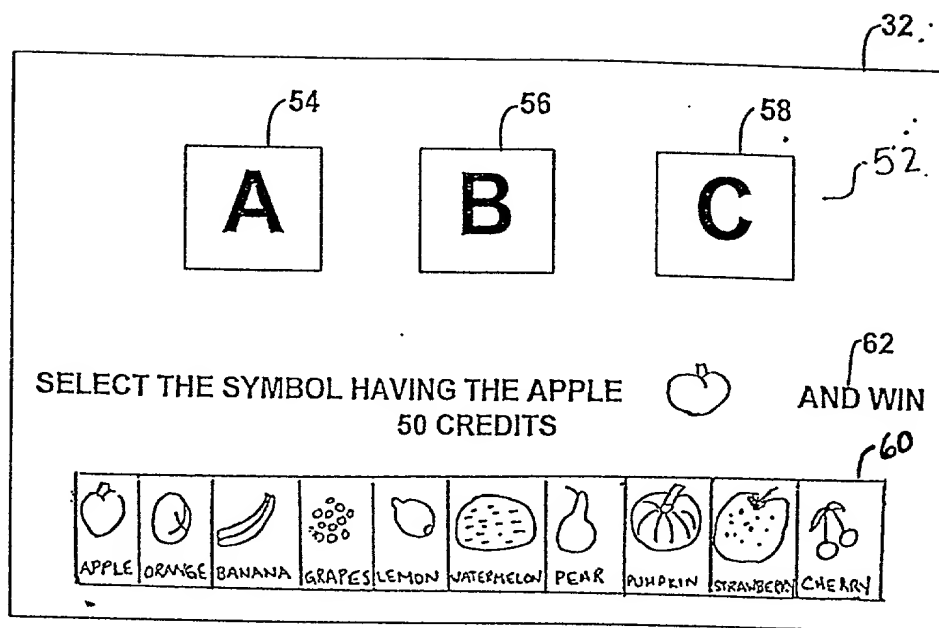 32
54 56 58
A B C
52
62
SELECT THE SYMBOL HAVING THE APPLE AND WIN
50 CREDITS
60
APPLE ORANGE BANANA GRAPES LEMON WATERMELON PEAR PUMPKIN STRAWBERRY CHERRY